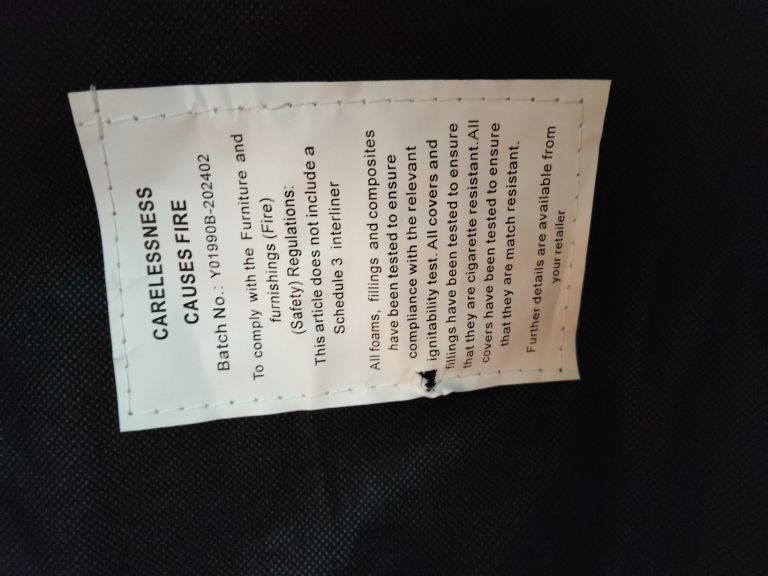 CARELESSNESS
CAUSES FIRE
Batch No.: Y01990B-202402
To comply with the Furniture and
furnishings (Fire)
(Safety) Regulations:
This article does not include a
Schedule 3 interliner
All foams, fillings and composites
have been tested to ensure
compliance with the relevant
ignitability test. All covers and
fillings have been tested to ensure
that they are cigarette resistant.All
covers have been tested to ensure
that they are match resistant.
Further details are available from
your retailer